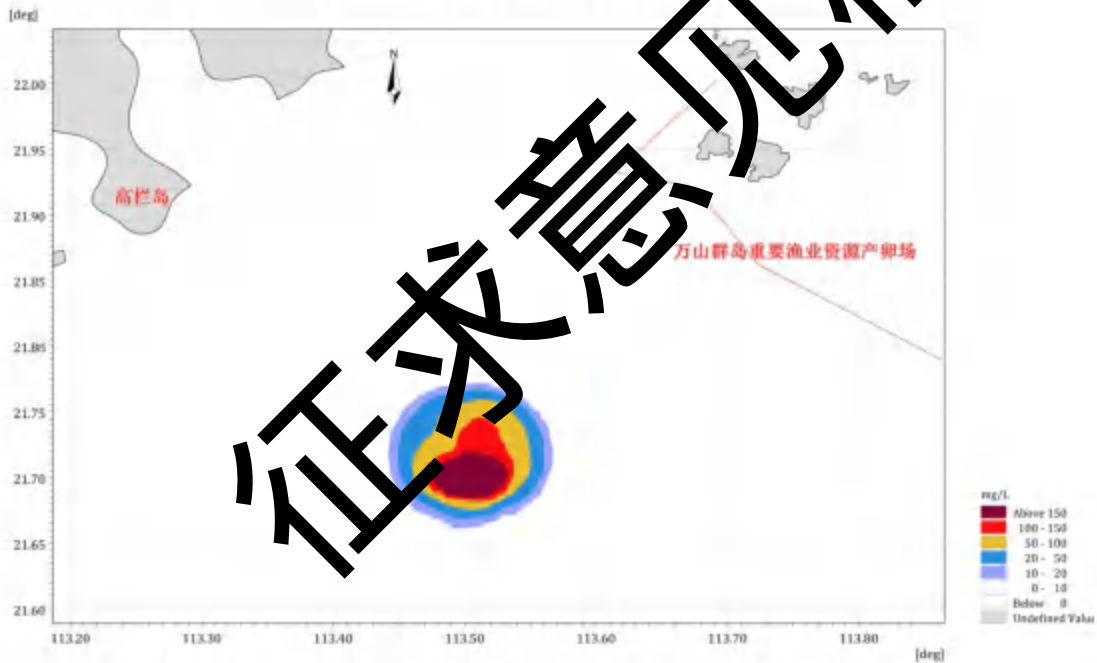 [deg]
N
22.00
21.95
21.90
21.85
21.80
21.75
21.70
21.65
21.60
高栏岛
万山群岛重要渔业资源产卵场
征求意见稿
mg/L
Above 150
100 - 150
50 - 100
20 - 50
10 - 20
0 - 10
Below 0
Undefined Value
113.20 113.30 113.40 113.50 113.60 113.70 113.80
[deg]